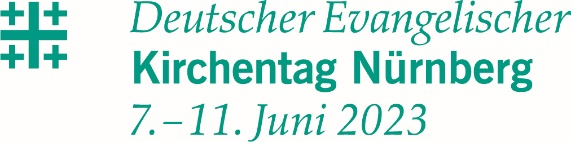 Deutscher Evangelischer
Kirchentag Nürnberg
7.–11. Juni 2023